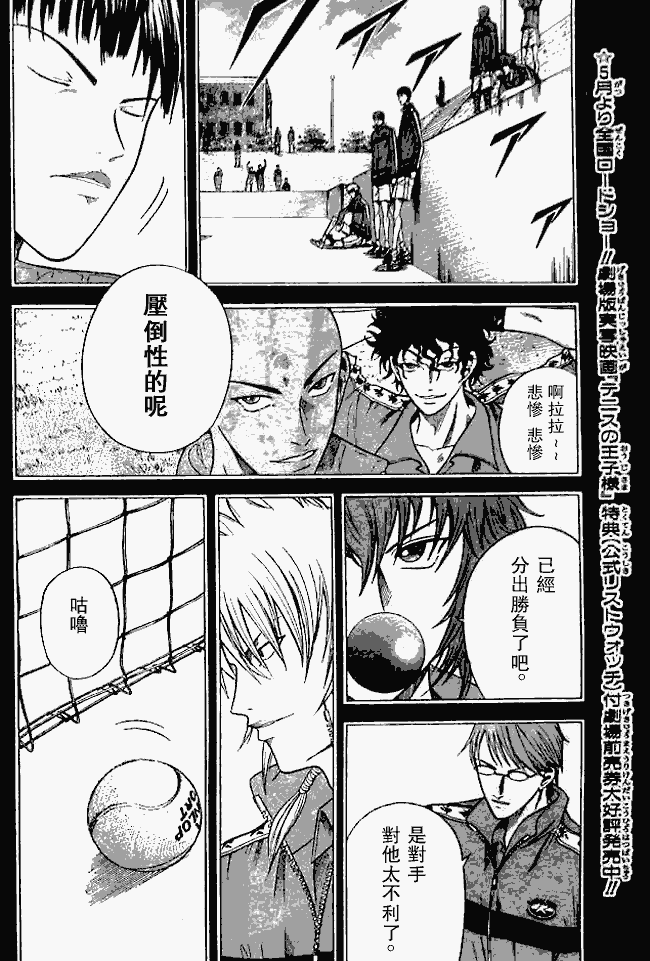 ☆5月より全国ロードショー!!劇場版実写映画『テニスの王子様』特典(公式リストウォッチ)付劇場前売券大好評発売中!!
壓倒性的呢
啊拉拉~~
悲慘 悲慘
已經
分出勝負了吧。
咕嚕
是對手
對他太不利了。